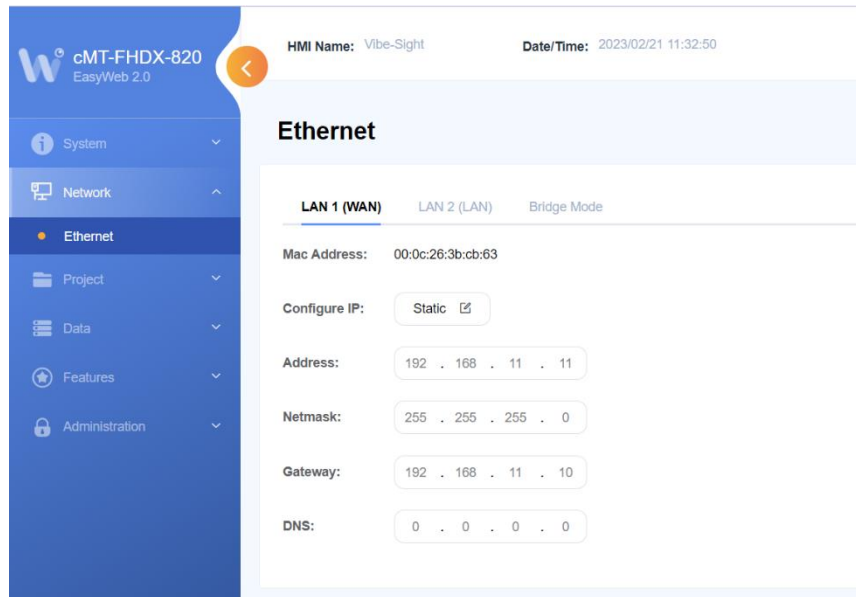 cMT-FHDX-820
EasyWeb 2.0
HMI Name: Vibe-Sight Date/Time: 2023/02/21 11:32:50
System
Network
Ethernet
Project
Data
Features
Administration
Ethernet
LAN 1 (WAN) LAN 2 (LAN) Bridge Mode
Mac Address: 00:0c:26:3b:cb:63
Configure IP: Static
Address: 192 . 168 . 11 . 11
Netmask: 255 . 255 . 255 . 0
Gateway: 192 . 168 . 11 . 10
DNS: 0 . 0 . 0 . 0